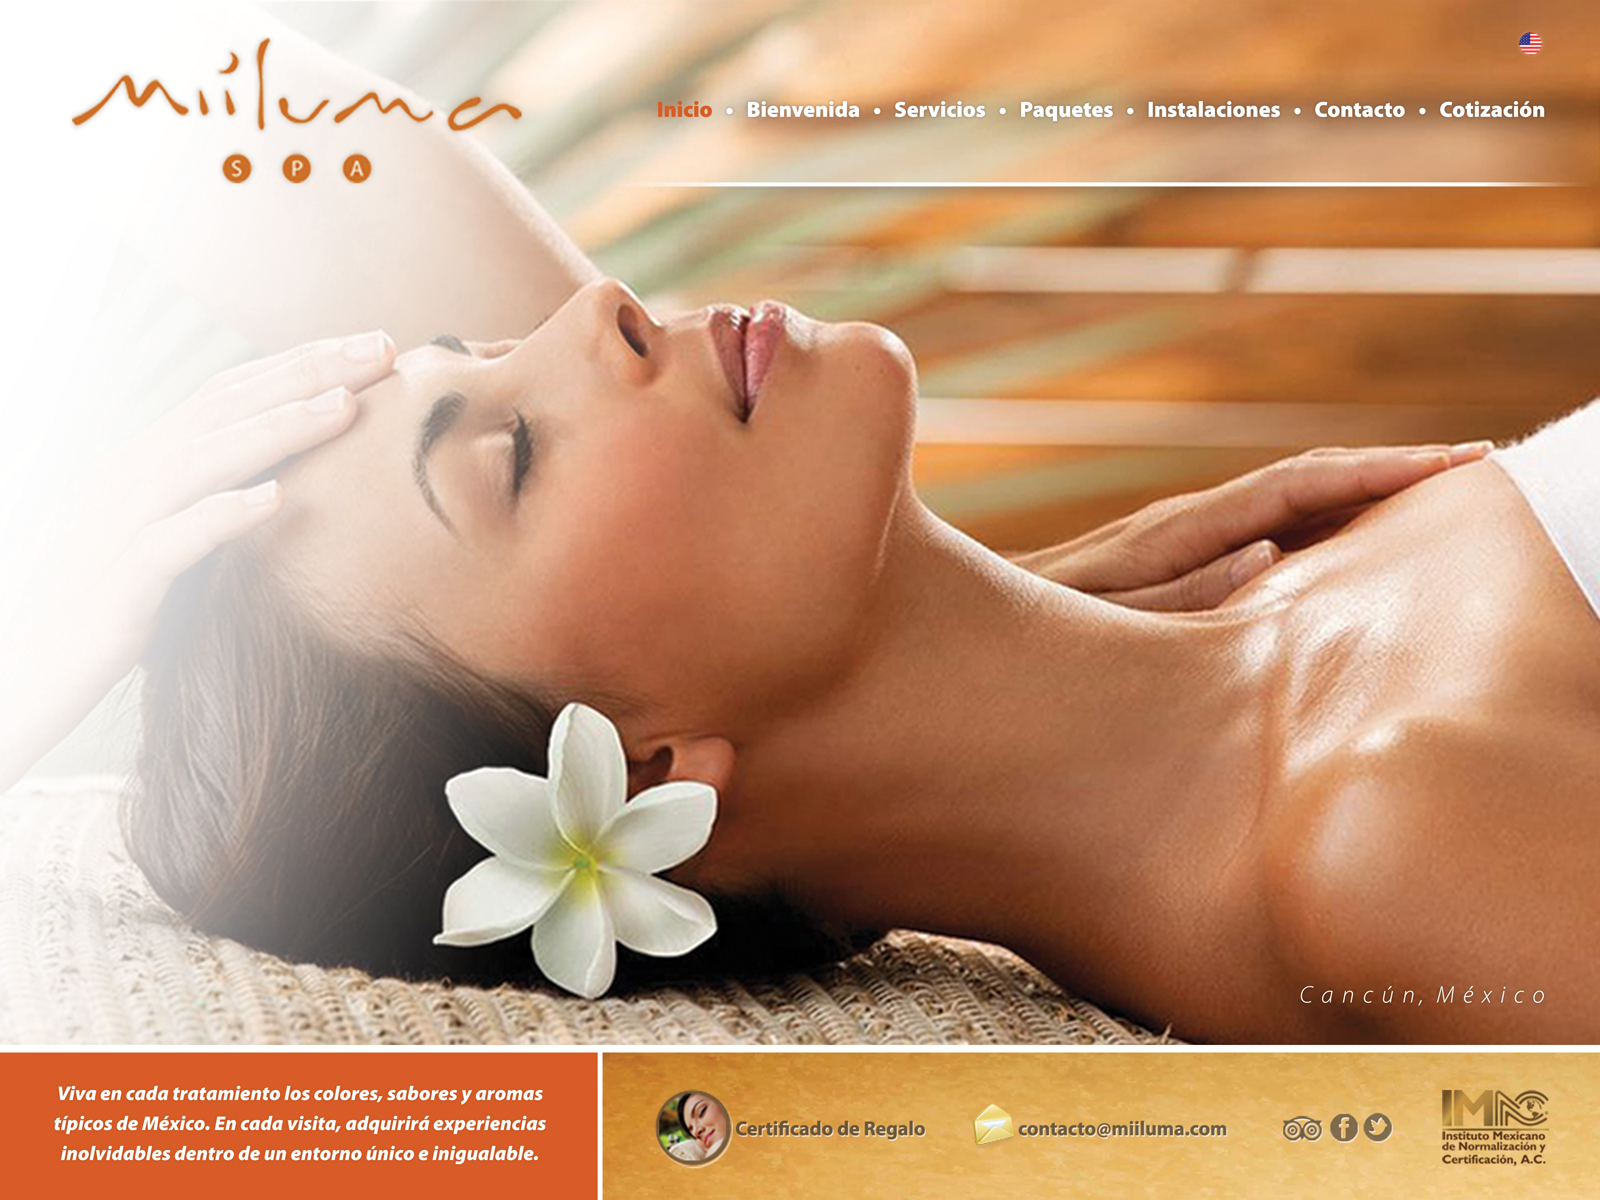 miiluma
S P A
Inicio • Bienvenida • Servicios • Paquetes • Instalaciones • Contacto • Cotización
Cancún, México
Viva en cada tratamiento los colores, sabores y aromas
típicos de México. En cada visita, adquirirá experiencias
inolvidables dentro de un entorno único e inigualable.
Certificado de Regalo
contacto@miiluma.com
IMNC
Instituto Mexicano
de Normalización y
Certificación, A.C.